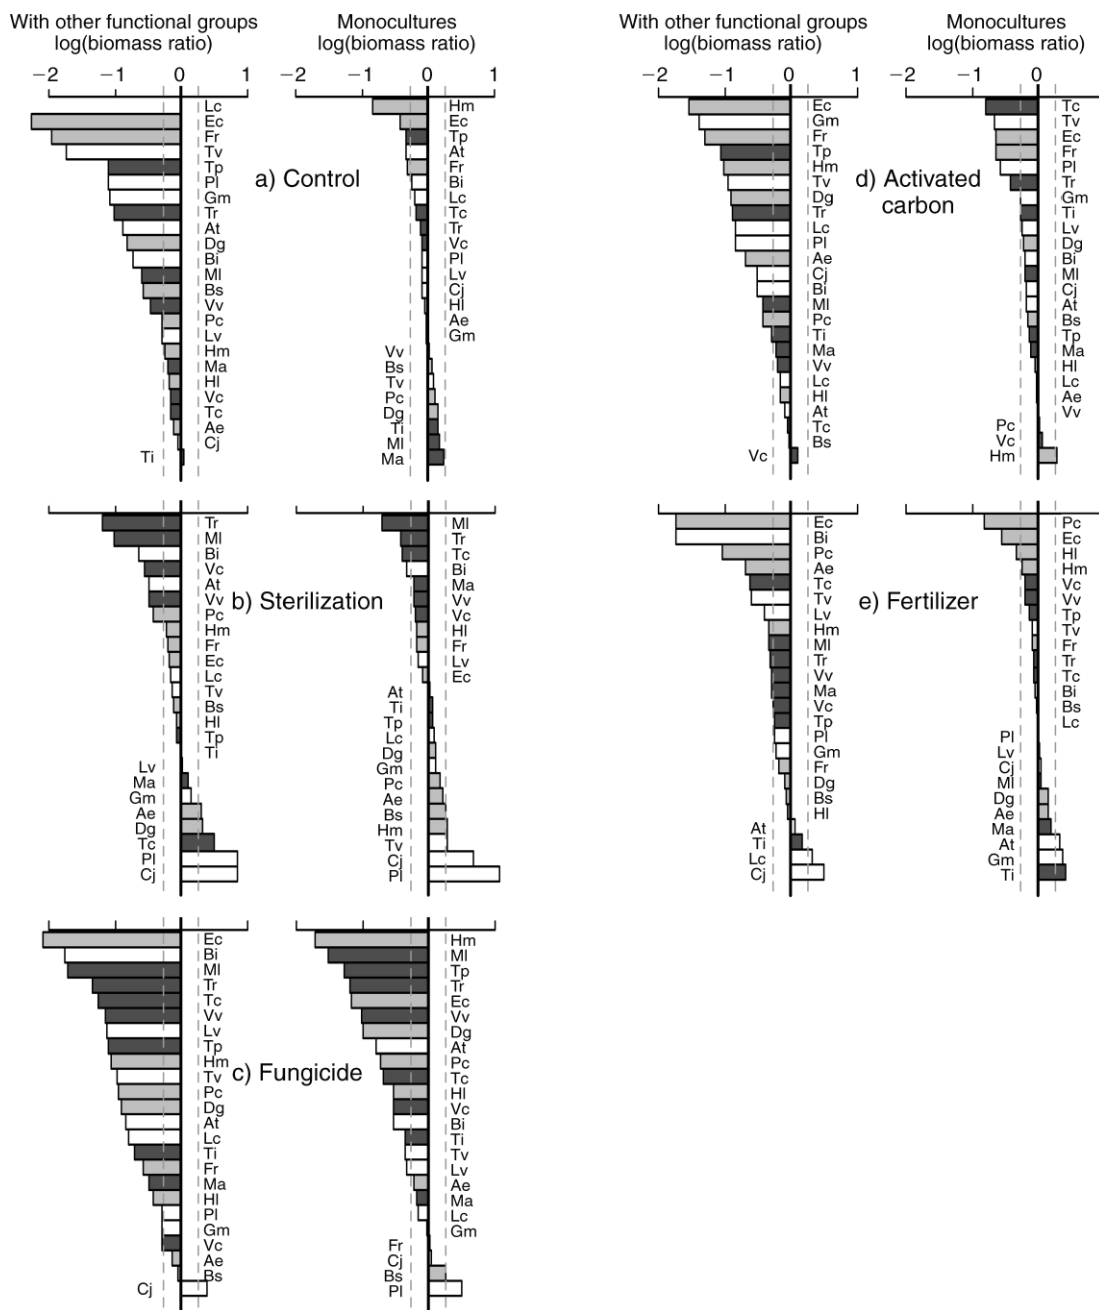 With other functional groups
log(biomass ratio)
−2 −1 0 1
Lc
Ec
Fr
Tv
Tp
Pl
Gm
Tr
At
Dg
Bi
Ml
Bs
Vv
Pc
Lv
Hm
Ma
Hl
Vc
Tc
Ae
Cj
Ti
a) Control
Monocultures
log(biomass ratio)
−2 −1 0 1
Hm
Ec
Tp
At
Fr
Bi
Lc
Tc
Tr
Vc
Pl
Lv
Cj
Hl
Ae
Gm
Vv
Bs
Tv
Pc
Dg
Ti
Ml
Ma
Tr
Ml
Bi
Vc
At
Vv
Pc
Hm
Fr
Ec
Lc
Tv
Bs
Hl
Tp
Ti
Lv
Ma
Gm
Ae
Dg
Tc
Pl
Cj
b) Sterilization
Ml
Tr
Tc
Bi
Ma
Vv
Vc
Hl
Fr
Lv
Ec
At
Ti
Tp
Lc
Dg
Gm
Pc
Ae
Bs
Hm
Tv
Cj
Pl
Ec
Bi
Ml
Tr
Tc
Vv
Lv
Tp
Hm
Tv
Pc
Dg
At
Lc
Ti
Fr
Ma
Hl
Pl
Gm
Vc
Ae
Bs
Cj
c) Fungicide
Hm
Ml
Tp
Tr
Ec
Vv
Dg
At
Pc
Tc
Hl
Vc
Bi
Ti
Tv
Lv
Ae
Ma
Lc
Gm
Fr
Cj
Bs
Pl
With other functional groups
log(biomass ratio)
−2 −1 0 1
Ec
Gm
Fr
Tp
Hm
Tv
Dg
Tr
Lc
Pl
Ae
Cj
Bi
Ml
Pc
Ti
Ma
Vv
Lc
Hl
At
Tc
Bs
Vc
d) Activated
carbon
Monocultures
log(biomass ratio)
−2 −1 0 1
Tc
Tv
Ec
Fr
Pl
Tr
Gm
Ti
Lv
Dg
Bi
Ml
Cj
At
Bs
Tp
Ma
Hl
Lc
Ae
Vv
Pc
Vc
Hm
Ec
Bi
Pc
Ae
Tc
Tv
Lv
Hm
Ml
Tr
Vv
Ma
Vc
Tp
Pl
Gm
Fr
Dg
Bs
Hl
At
Ti
Lc
Cj
e) Fertilizer
Pc
Ec
Hl
Hm
Vc
Vv
Tp
Tv
Fr
Tr
Tc
Bi
Bs
Lc
Pl
Lv
Cj
Ml
Dg
Ae
Ma
At
Gm
Ti